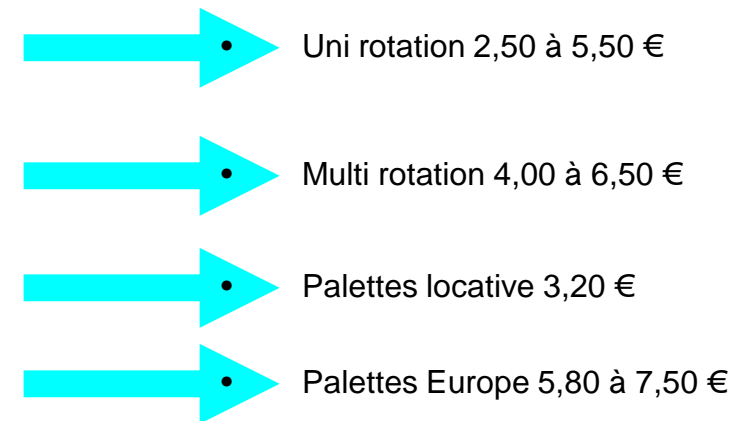 • Uni rotation 2,50 à 5,50 €
• Multi rotation 4,00 à 6,50 €
• Palettes locative 3,20 €
• Palettes Europe 5,80 à 7,50 €